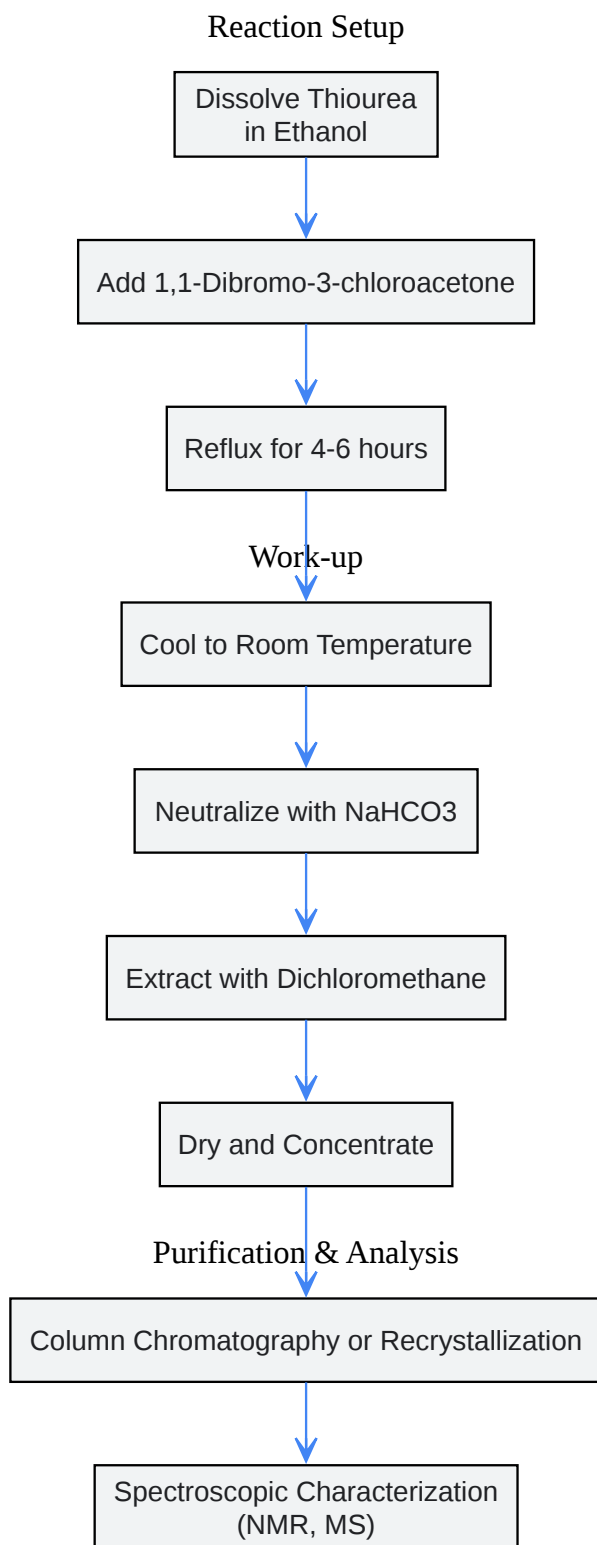 Reaction Setup
Dissolve Thiourea
in Ethanol
Add 1,1-Dibromo-3-chloroacetone
Reflux for 4-6 hours
Work-up
Cool to Room Temperature
Neutralize with NaHCO3
Extract with Dichloromethane
Dry and Concentrate
Purification & Analysis
Column Chromatography or Recrystallization
Spectroscopic Characterization
(NMR, MS)